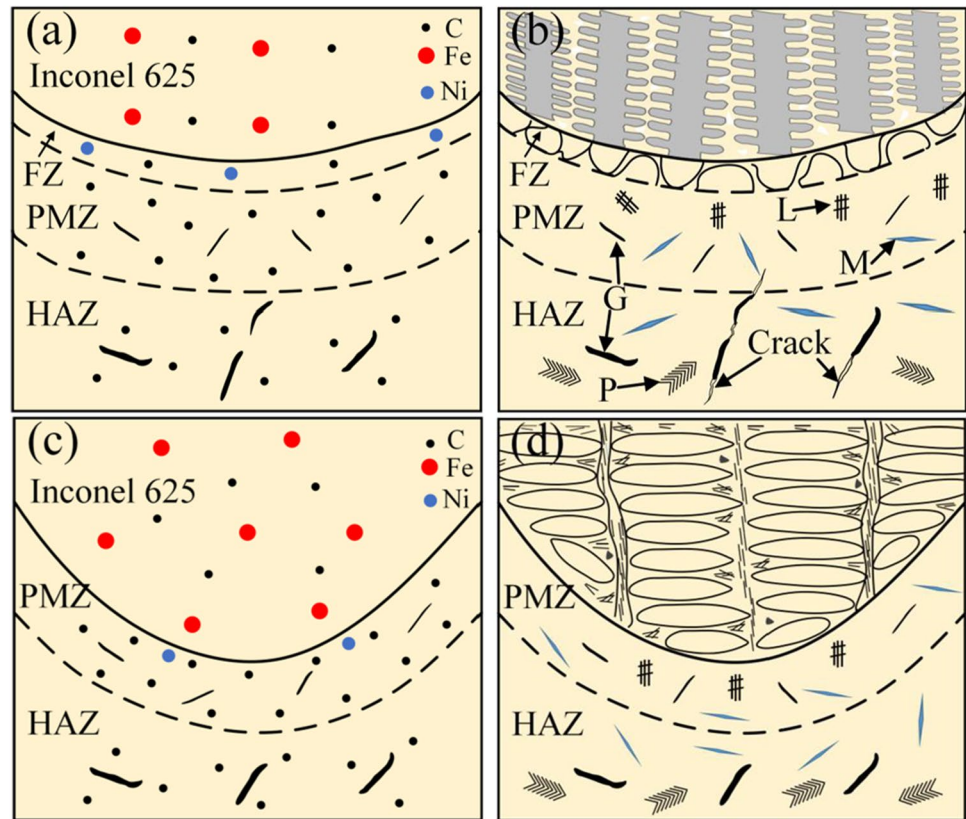 (a)
C
Fe
Ni
Inconel 625
FZ
PMZ
HAZ
(b)
FZ
PMZ
L
M
G
HAZ
Crack
P
(c)
C
Fe
Ni
Inconel 625
PMZ
HAZ
(d)
PMZ
HAZ